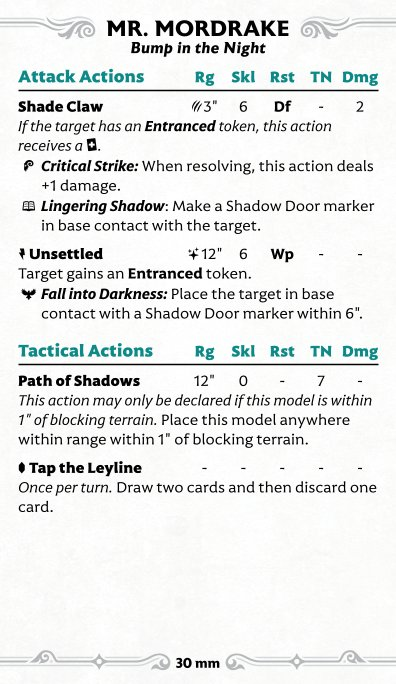 MR. MORDRAKE
Bump in the Night
Attack Actions Rg Skl Rst TN Dmg
Shade Claw 3" 6 Df - 2
If the target has an Entranced token, this action
receives a .
Critical Strike: When resolving, this action deals
+1 damage.
Lingering Shadow: Make a Shadow Door marker
in base contact with the target.
Unsettled 12" 6 Wp - -
Target gains an Entranced token.
Fall into Darkness: Place the target in base
contact with a Shadow Door marker within 6".
Tactical Actions Rg Skl Rst TN Dmg
Path of Shadows 12" 0 - 7 -
This action may only be declared if this model is within
1" of blocking terrain. Place this model anywhere
within range within 1" of blocking terrain.
Tap the Leyline - - - - -
Once per turn. Draw two cards and then discard one
card.
30 mm